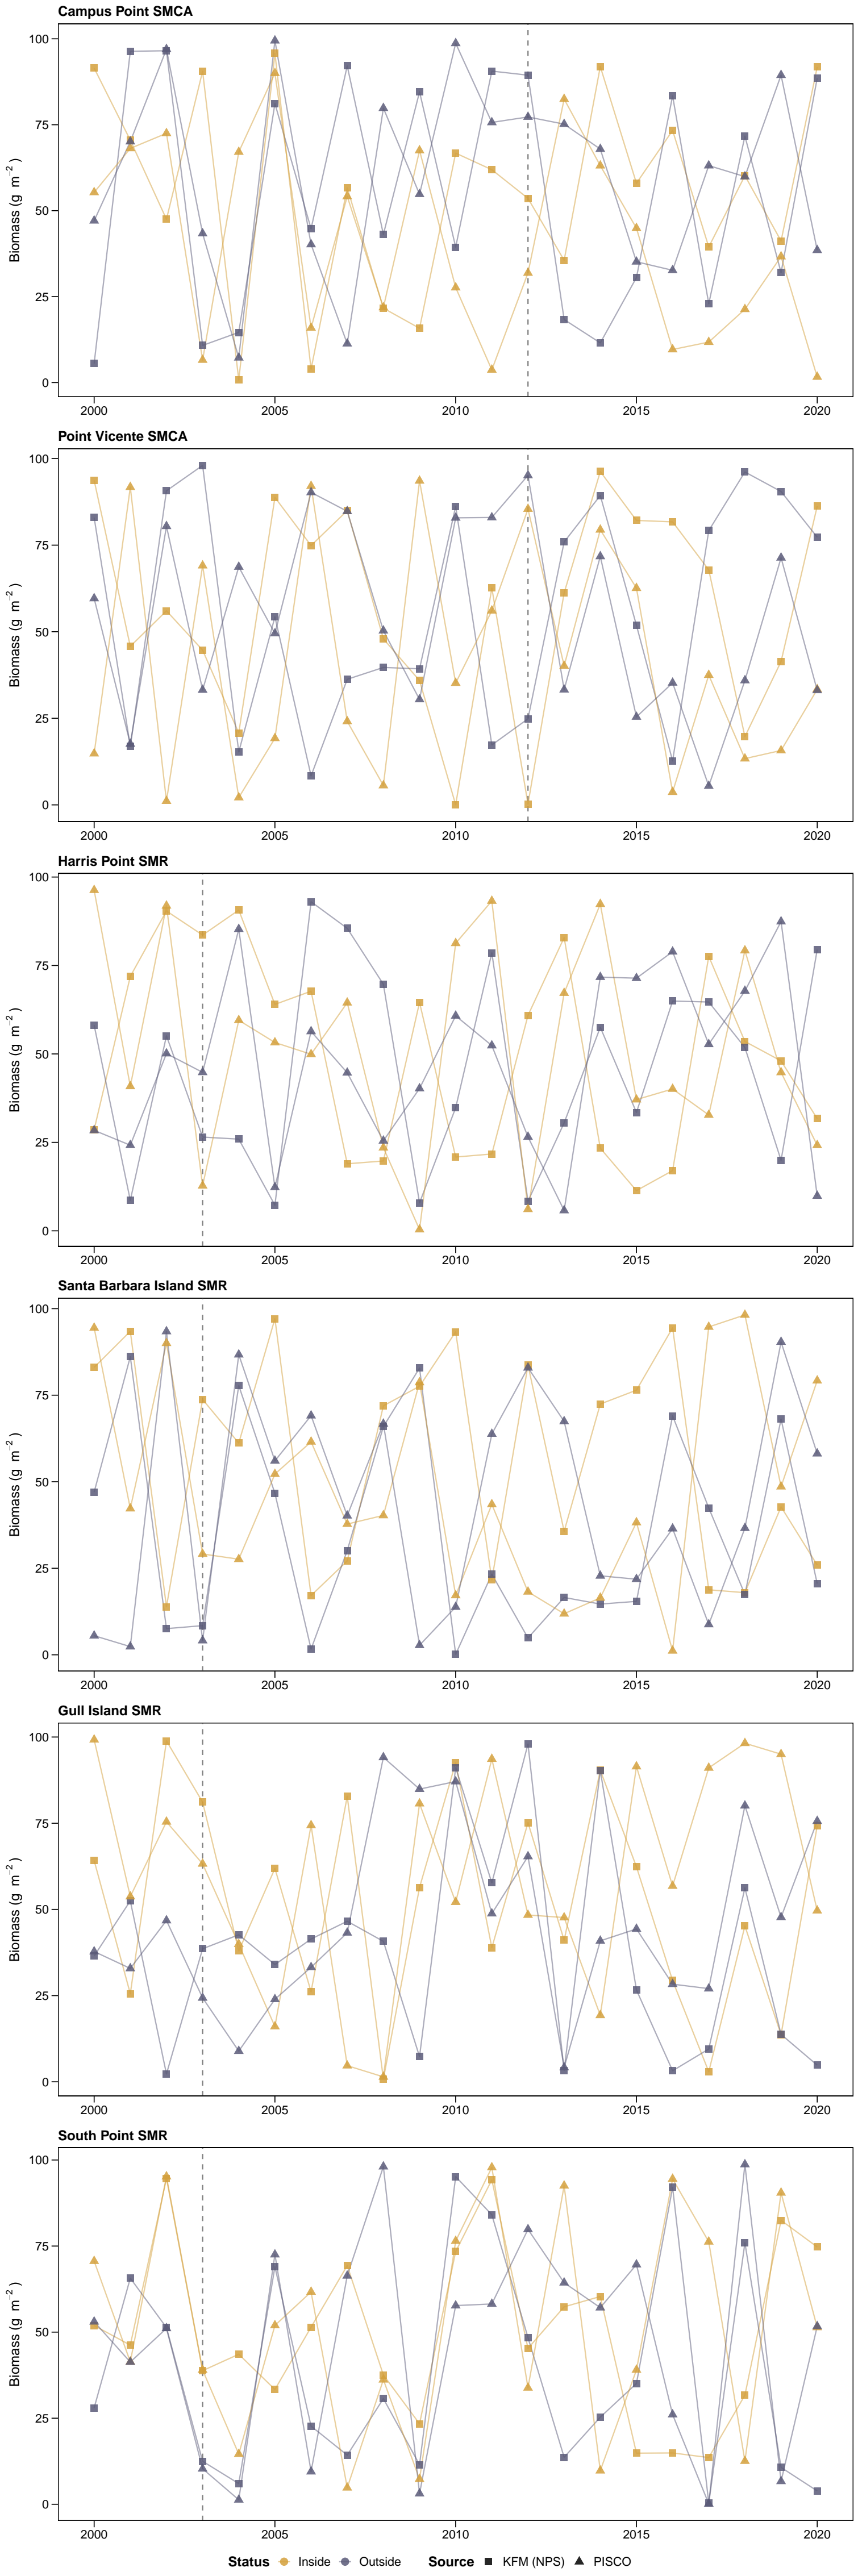 Campus Point SMCA
Biomass (g m⁻²)
100
75
50
25
0
2000 2005 2010 2015 2020
Point Vicente SMCA
Biomass (g m⁻²)
100
75
50
25
0
2000 2005 2010 2015 2020
Harris Point SMR
Biomass (g m⁻²)
100
75
50
25
0
2000 2005 2010 2015 2020
Santa Barbara Island SMR
Biomass (g m⁻²)
100
75
50
25
0
2000 2005 2010 2015 2020
Gull Island SMR
Biomass (g m⁻²)
100
75
50
25
0
2000 2005 2010 2015 2020
South Point SMR
Biomass (g m⁻²)
100
75
50
25
0
2000 2005 2010 2015 2020
Status Inside Outside Source KFM (NPS) PISCO